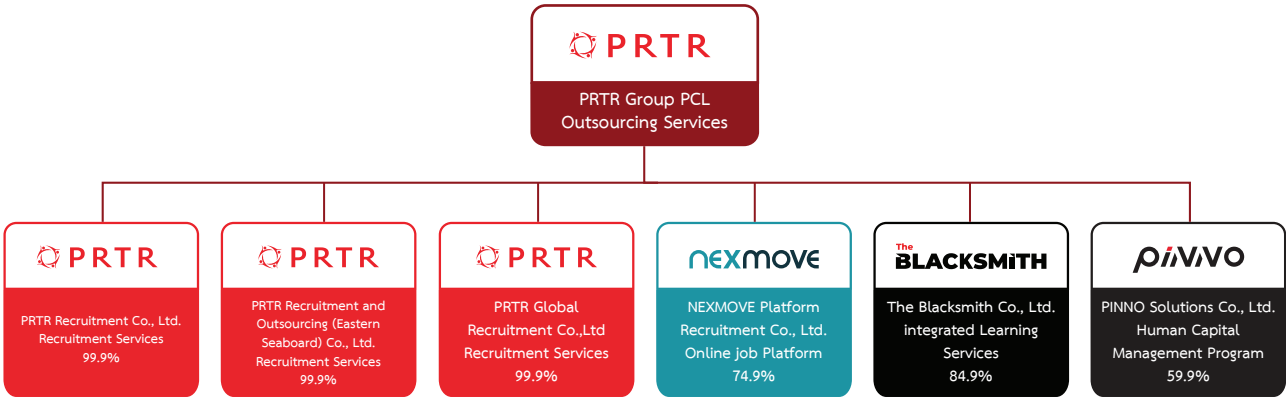 PRTR
PRTR Group PCL
Outsourcing Services
PRTR
PRTR Recruitment Co., Ltd.
Recruitment Services
99.9%
PRTR
PRTR Recruitment and
Outsourcing (Eastern
Seaboard) Co., Ltd.
Recruitment Services
99.9%
PRTR
PRTR Global
Recruitment Co.,Ltd
Recruitment Services
99.9%
nEXMOVE
NEXMOVE Platform
Recruitment Co., Ltd.
Online job Platform
74.9%
The
BLACKSMiTH
The Blacksmith Co., Ltd.
integrated Learning
Services
84.9%
PiNNO
PINNO Solutions Co., Ltd.
Human Capital
Management Program
59.9%